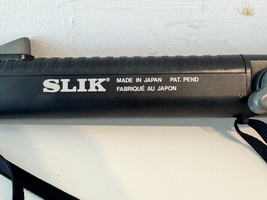 SLIK® MADE IN JAPAN PAT. PEND
FABRIQUÉ AU JAPON